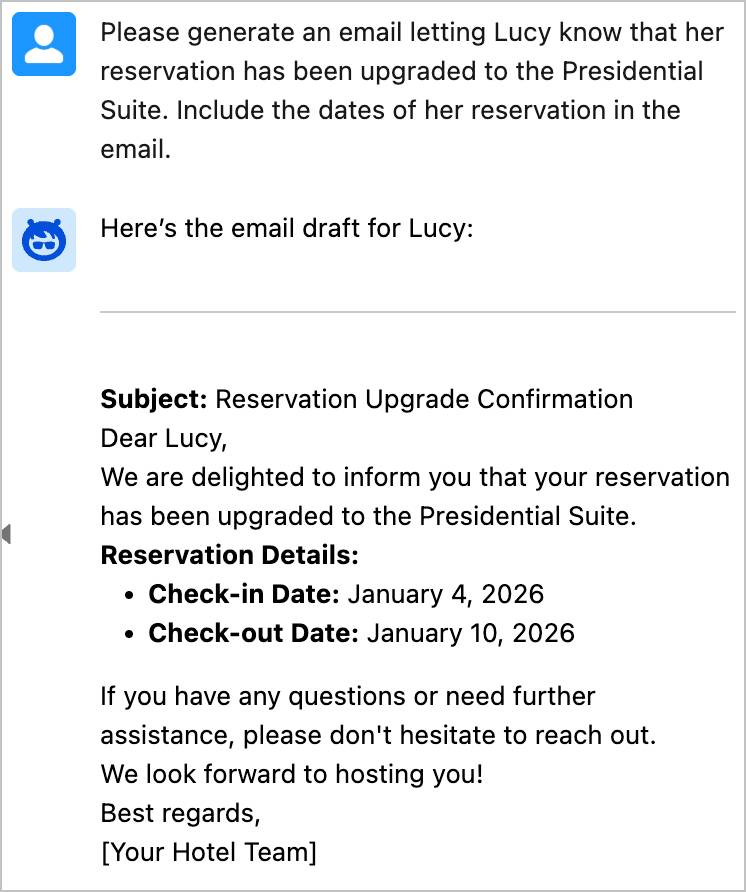 Please generate an email letting Lucy know that her
reservation has been upgraded to the Presidential
Suite. Include the dates of her reservation in the
email.
Here’s the email draft for Lucy:
Subject: Reservation Upgrade Confirmation
Dear Lucy,
We are delighted to inform you that your reservation
has been upgraded to the Presidential Suite.
Reservation Details:
• Check-in Date: January 4, 2026
• Check-out Date: January 10, 2026
If you have any questions or need further
assistance, please don't hesitate to reach out.
We look forward to hosting you!
Best regards,
[Your Hotel Team]